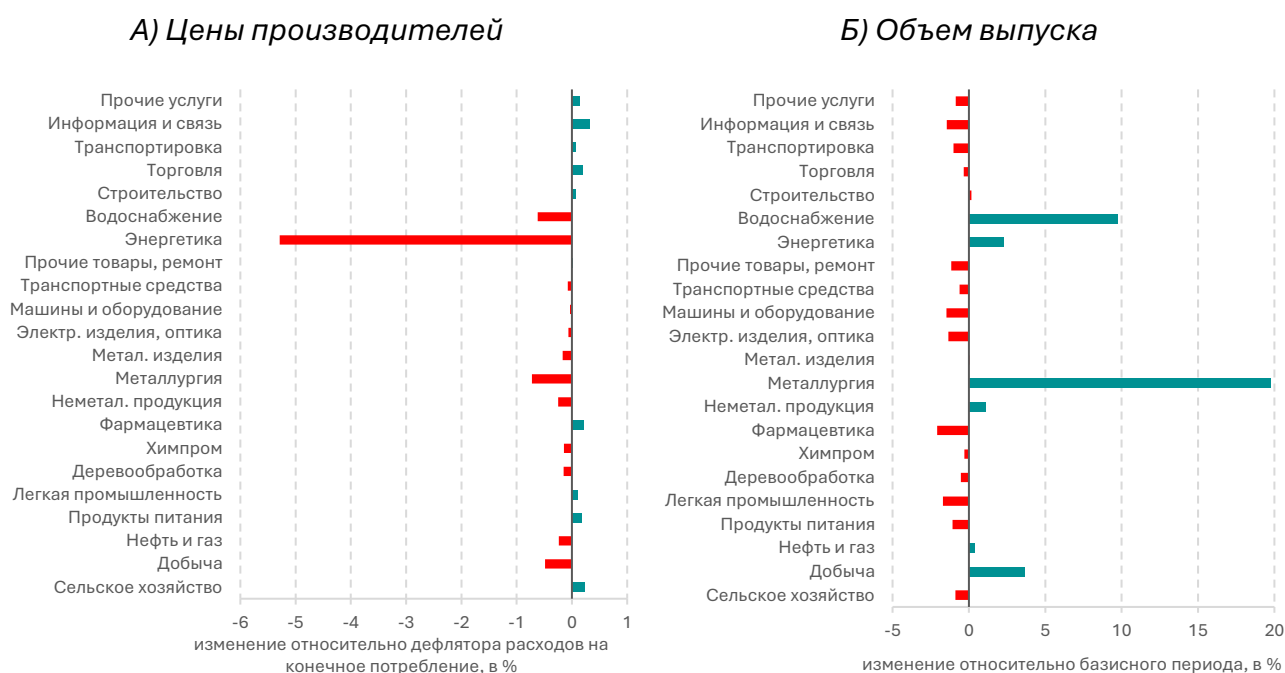 А) Цены производителей
Прочие услуги
Информация и связь
Транспортировка
Торговля
Строительство
Водоснабжение
Энергетика
Прочие товары, ремонт
Транспортные средства
Машины и оборудование
Электр. изделия, оптика
Метал. изделия
Металлургия
Неметал. продукция
Фармацевтика
Химпром
Деревообработка
Легкая промышленность
Продукты питания
Нефть и газ
Добыча
Сельское хозяйство
-6 -5 -4 -3 -2 -1 0 1
изменение относительно дефлятора расходов на
конечное потребление, в %
Б) Объем выпуска
Прочие услуги
Информация и связь
Транспортировка
Торговля
Строительство
Водоснабжение
Энергетика
Прочие товары, ремонт
Транспортные средства
Машины и оборудование
Электр. изделия, оптика
Метал. изделия
Металлургия
Неметал. продукция
Фармацевтика
Химпром
Деревообработка
Легкая промышленность
Продукты питания
Нефть и газ
Добыча
Сельское хозяйство
-5 0 5 10 15 20
изменение относительно базисного периода, в %